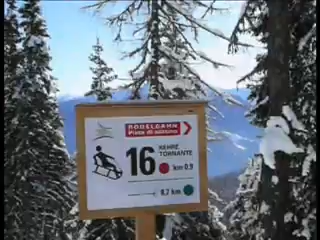 RODELBAHN
Pista di slittino
16 KEHRE
TORNANTE
km 0.9
0.7 km